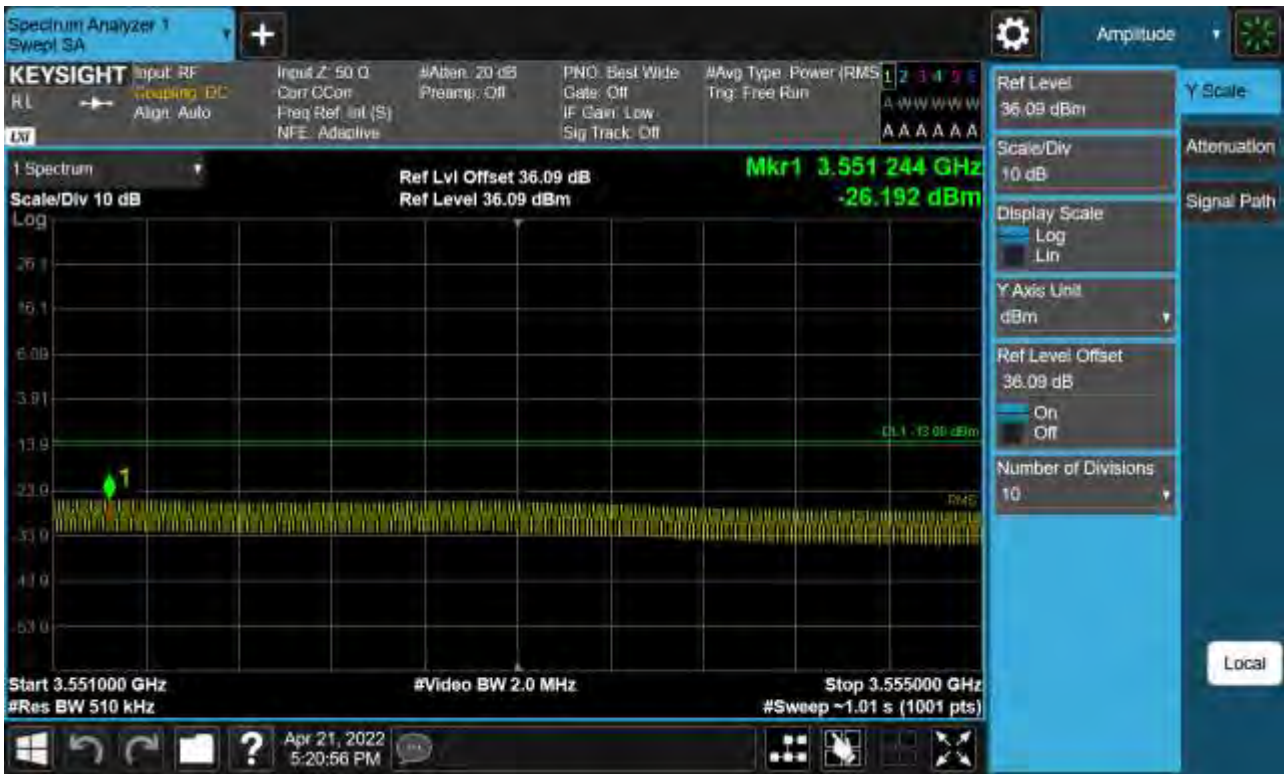 Spectrum Analyzer 1
Swept SA
Amplitude
KEYSIGHT
RL
LXI
Input: RF
Coupling: DC
Align: Auto
Input Z: 50 Ω
Corr CCorr
Freq Ref: Int (S)
NFE: Adaptive
#Atten: 20 dB
Preamp: Off
PNO: Best Wide
Gate: Off
IF Gain: Low
Sig Track: Off
#Avg Type: Power (RMS
Trig: Free Run
1 2 3 4 5 6
A W W W W W
A A A A A A
1 Spectrum
Scale/Div 10 dB
Log
Ref Lvl Offset 36.09 dB
Ref Level 36.09 dBm
Mkr1 3.551 244 GHz
-26.192 dBm
26.1
16.1
6.09
-3.91
-13.9
-23.9
-33.9
-43.9
-53.9
DL1 -13.00 dBm
1
RMS
Start 3.551000 GHz
#Res BW 510 kHz
#Video BW 2.0 MHz
Stop 3.555000 GHz
#Sweep ~1.01 s (1001 pts)
Ref Level
36.09 dBm
Scale/Div
10 dB
Display Scale
Log
Lin
Y Axis Unit
dBm
Ref Level Offset
36.09 dB
On
Off
Number of Divisions
10
Y Scale
Attenuation
Signal Path
Local
?
Apr 21, 2022
5:20:56 PM